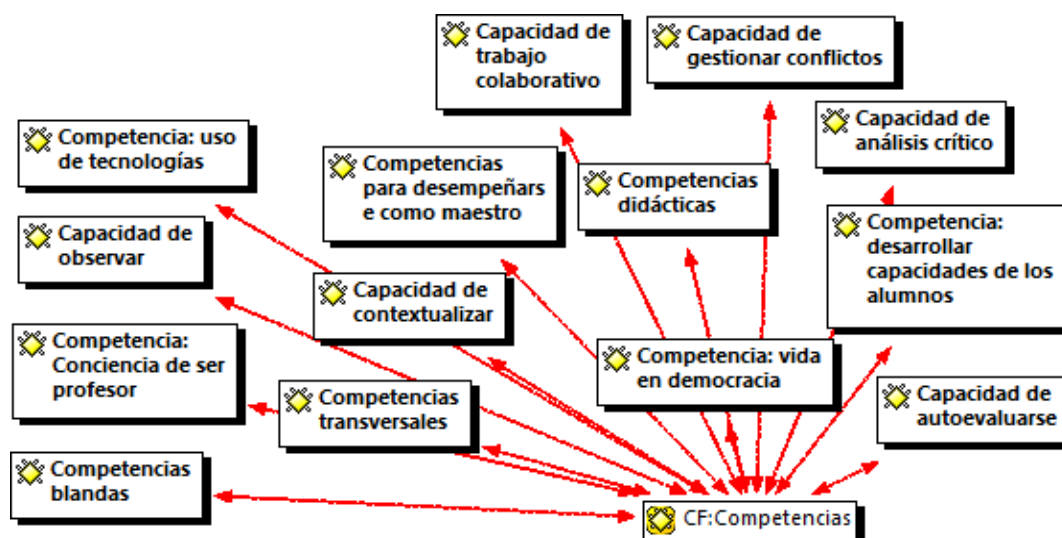 Capacidad de
trabajo
colaborativo
Capacidad de
gestionar conflictos
Capacidad de
análisis crítico
Competencia: uso
de tecnologías
Competencias
para desempeñars
e como maestro
Competencias
didácticas
Competencia:
desarrollar
capacidades de los
alumnos
Capacidad de
observar
Capacidad de
contextualizar
Competencia:
Conciencia de ser
profesor
Competencia: vida
en democracia
Competencias
transversales
Capacidad de
autoevaluarse
Competencias
blandas
CF:Competencias